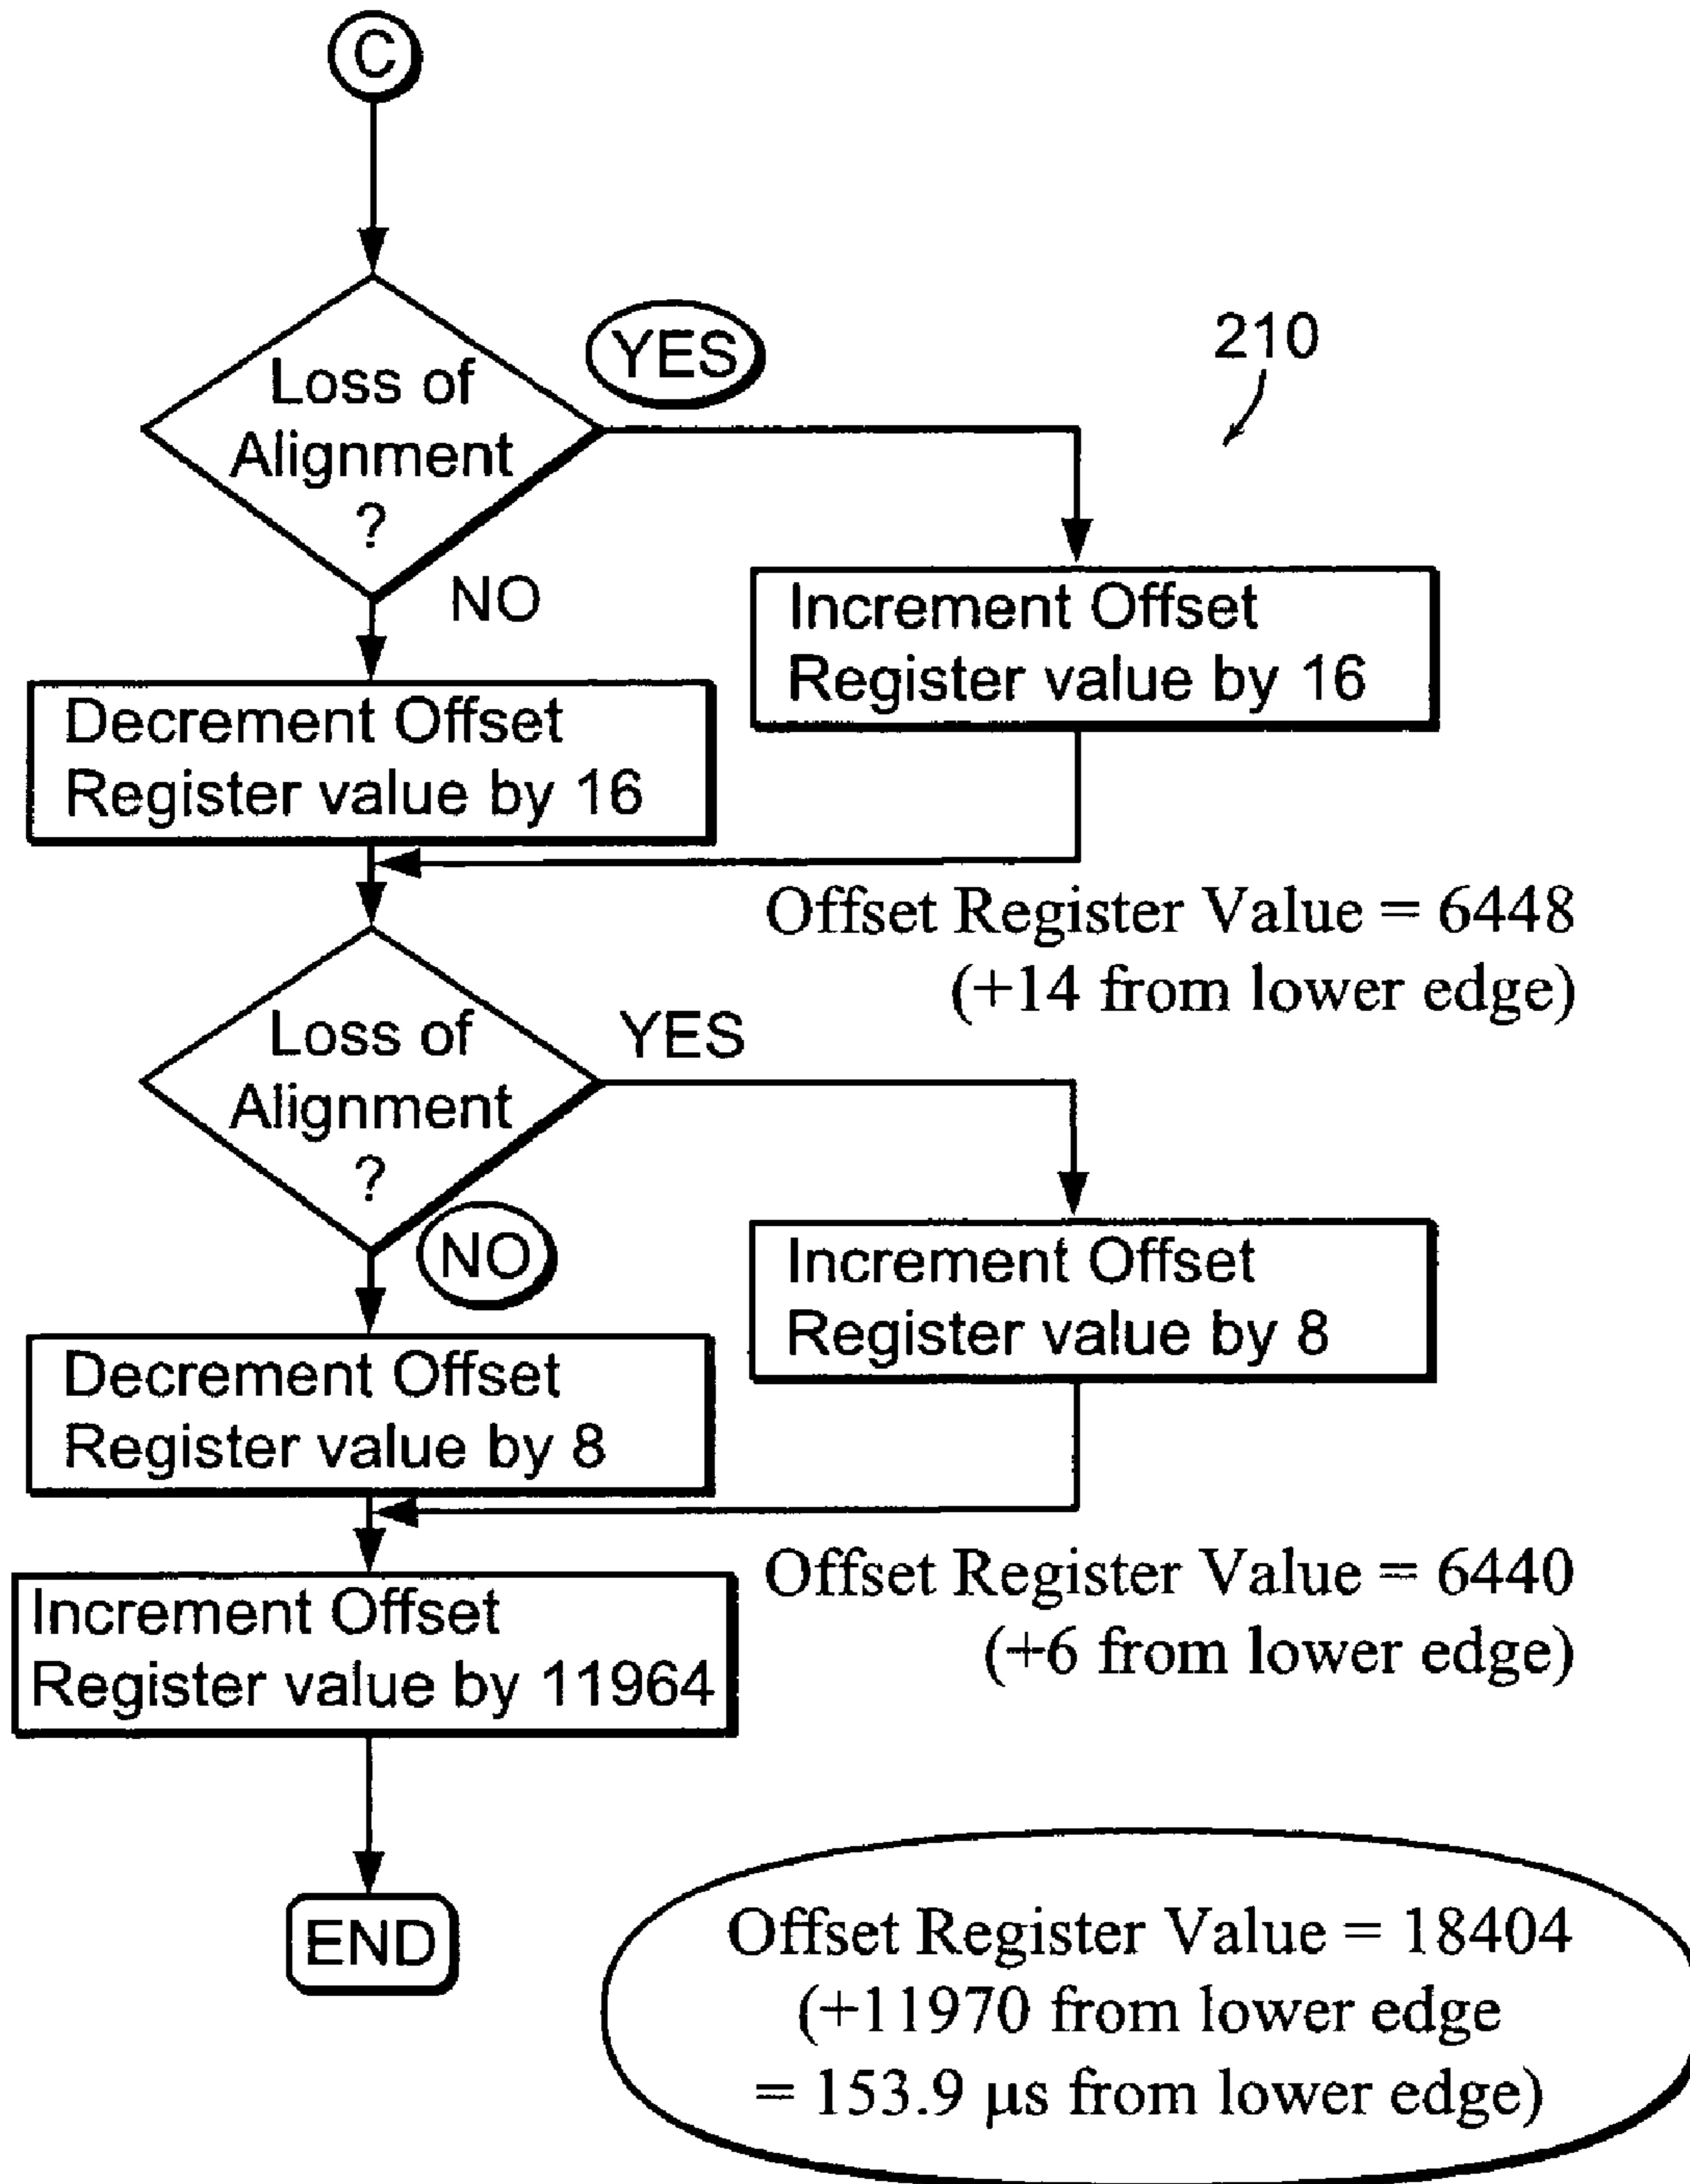 C
Loss of
Alignment
?
YES
210
NO
Increment Offset
Register value by 16
Decrement Offset
Register value by 16
Offset Register Value = 6448
(+14 from lower edge)
Loss of
Alignment
?
YES
NO
Increment Offset
Register value by 8
Decrement Offset
Register value by 8
Offset Register Value = 6440
(+6 from lower edge)
Increment Offset
Register value by 11964
END
Offset Register Value = 18404
(+11970 from lower edge
= 153.9 μs from lower edge)